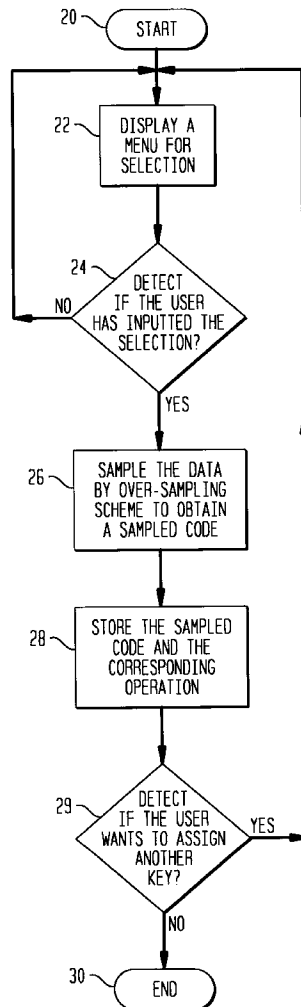 20
START
22
DISPLAY A
MENU FOR
SELECTION
24
DETECT
IF THE USER
HAS INPUTTED THE
SELECTION?
NO
YES
26
SAMPLE THE DATA
BY OVER-SAMPLING
SCHEME TO OBTAIN
A SAMPLED CODE
28
STORE THE SAMPLED
CODE AND THE
CORRESPONDING
OPERATION
29
DETECT
IF THE USER
WANTS TO ASSIGN
ANOTHER
KEY?
YES
NO
30
END